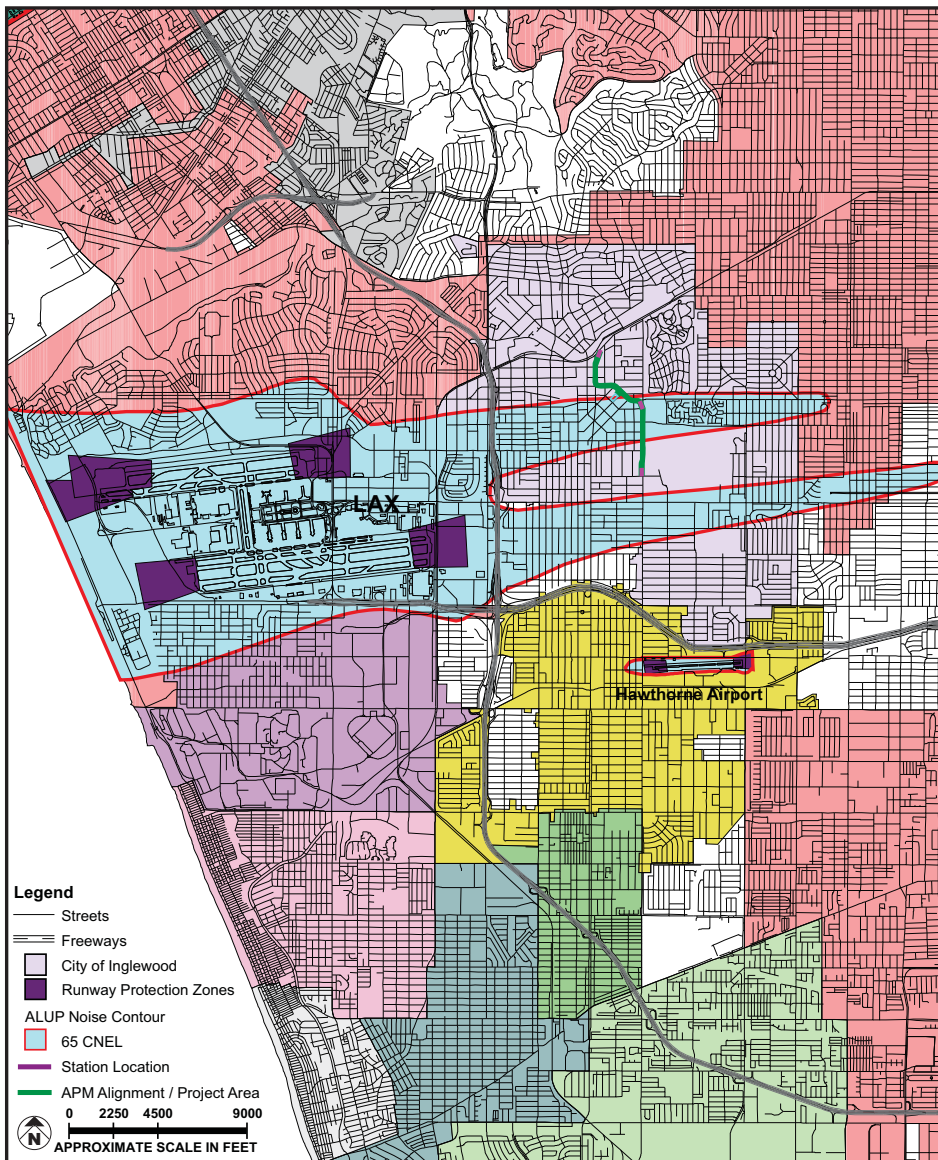 LAX
Hawthorne Airport
Legend
Streets
Freeways
City of Inglewood
Runway Protection Zones
ALUP Noise Contour
65 CNEL
Station Location
APM Alignment / Project Area
N
0 2250 4500 9000
APPROXIMATE SCALE IN FEET